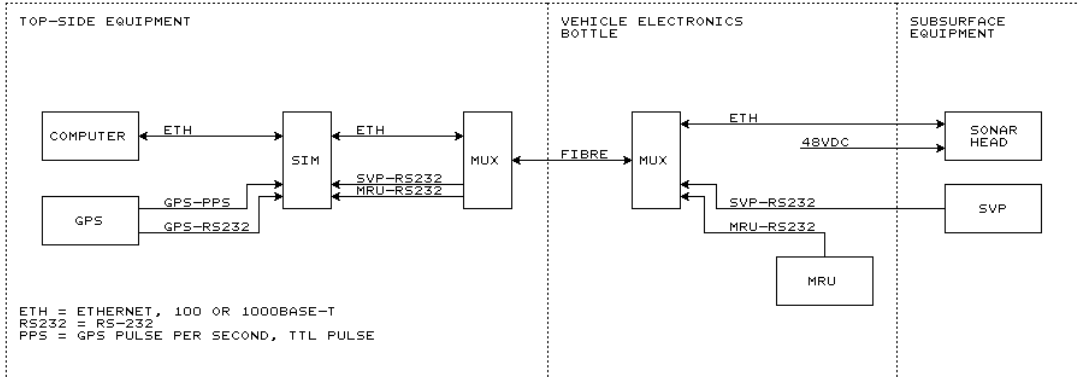 TOP-SIDE EQUIPMENT
VEHICLE ELECTRONICS
BOTTLE
SUBSURFACE
EQUIPMENT
COMPUTER
ETH
SIM
ETH
MUX
FIBRE
MUX
ETH
48VDC
SONAR
HEAD
SVP-RS232
MRU-RS232
GPS
GPS-PPS
GPS-RS232
SVP-RS232
SVP
MRU-RS232
MRU
ETH = ETHERNET, 100 OR 1000BASE-T
RS232 = RS-232
PPS = GPS PULSE PER SECOND, TTL PULSE